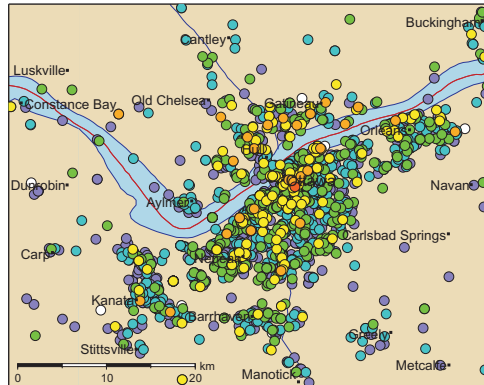 Buckingham
Cantley
Luskville
Constance Bay
Old Chelsea
Gatineau
Orleans
Hull
Ottawa
Dunrobin
Navan
Aylmer
Carlsbad Springs
Carp
Nepean
Kanata
Barrhaven
Greely
Stittsville
Metcalfe
Manotick
0 10 20 km